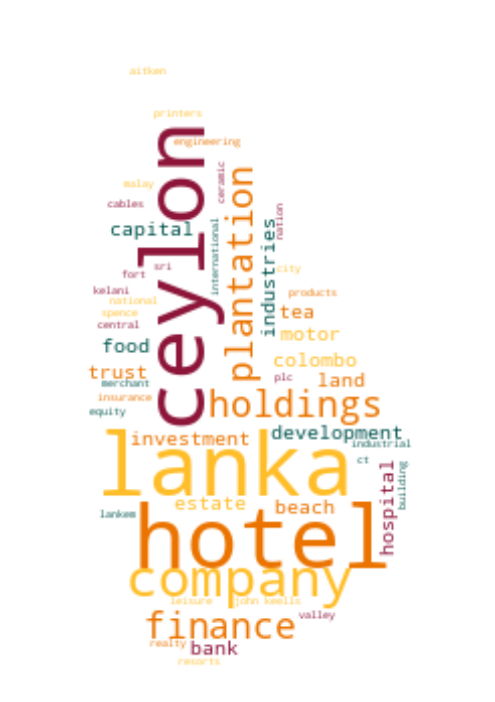 aitken
printers
engineering
ceylon
ceramic
plantation
malay
cables
capital
international
industries
nation
sri
fort
city
kelani
national
products
spence
tea
central
motor
food
colombo
trust
plc
land
merchant
insurance
holdings
equity
development
investment
industrial
lanka
ct
hospital
building
estate
beach
lankem
hotel
company
leisure
john keells
valley
finance
realty
bank
resorts